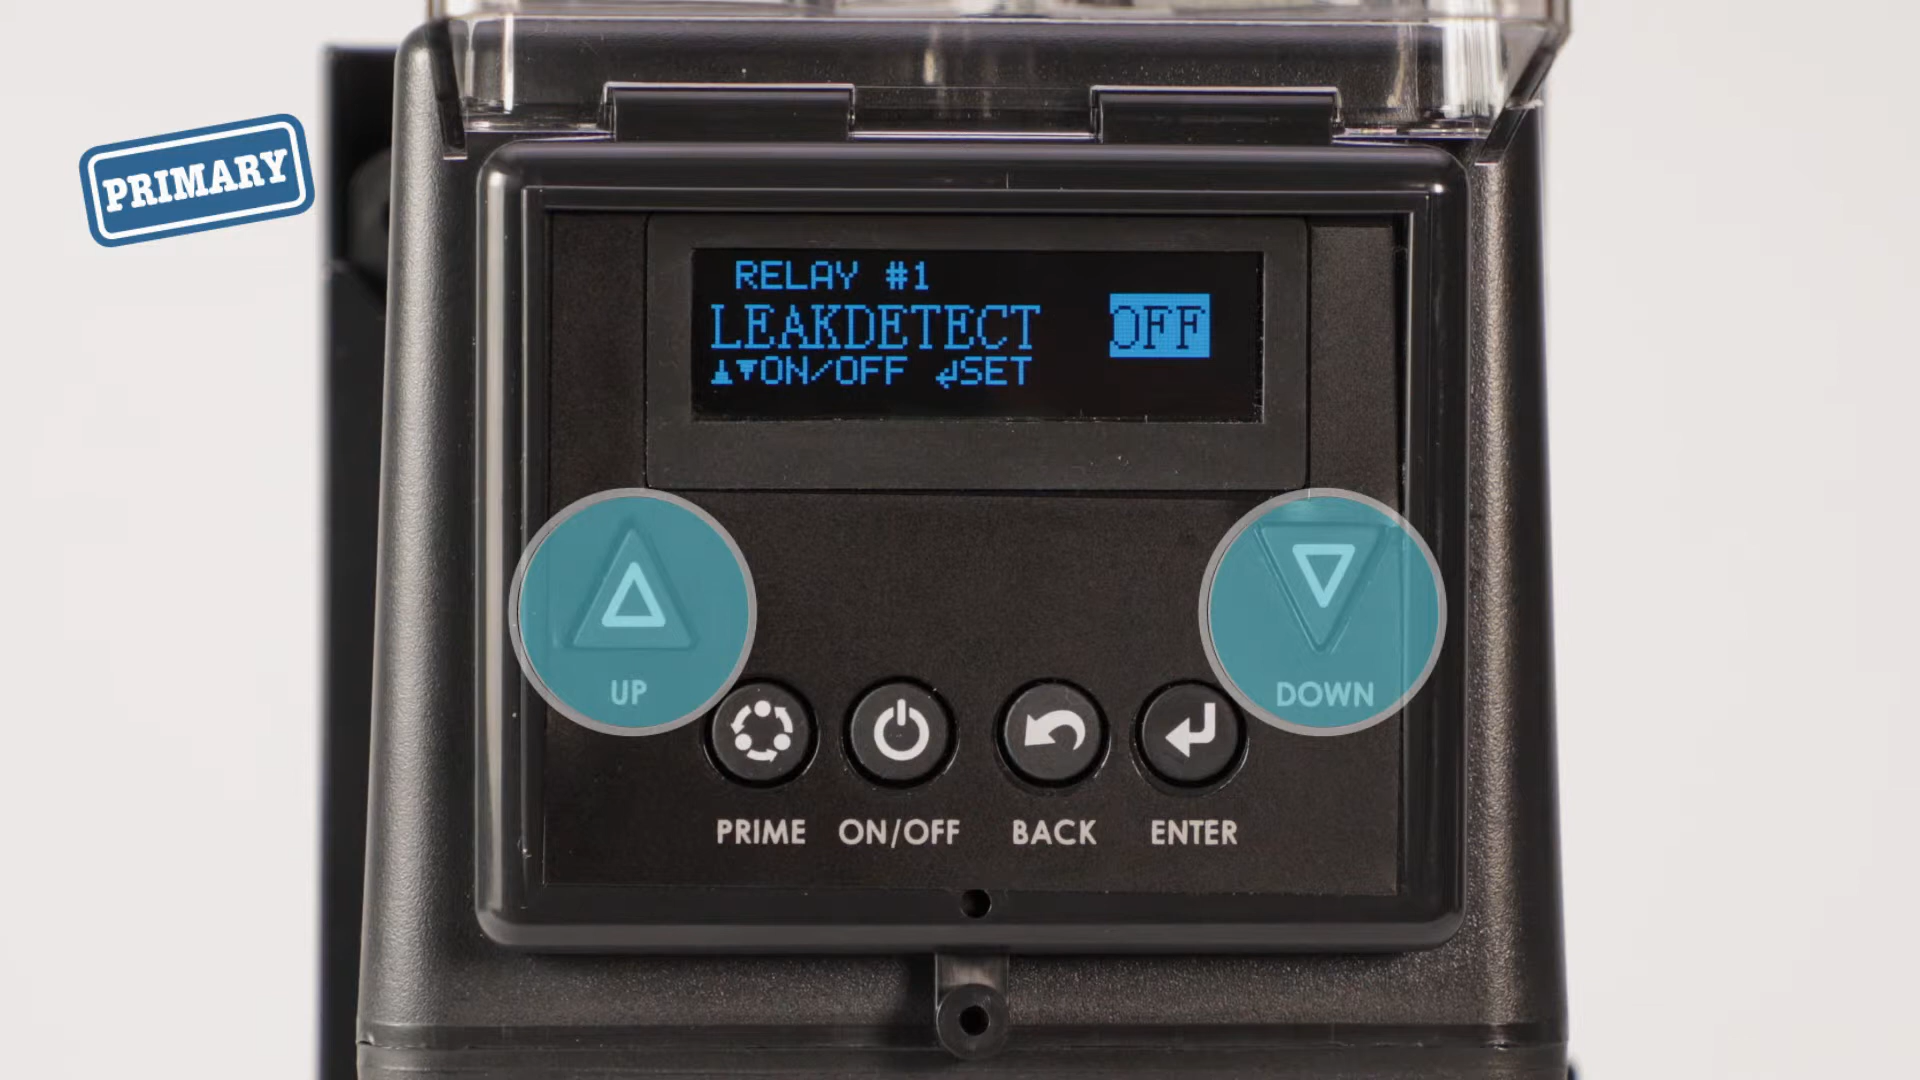 PRIMARY
RELAY #1
LEAKDETECT OFF
▲▼ON/OFF ↲SET
UP
DOWN
PRIME ON/OFF BACK ENTER